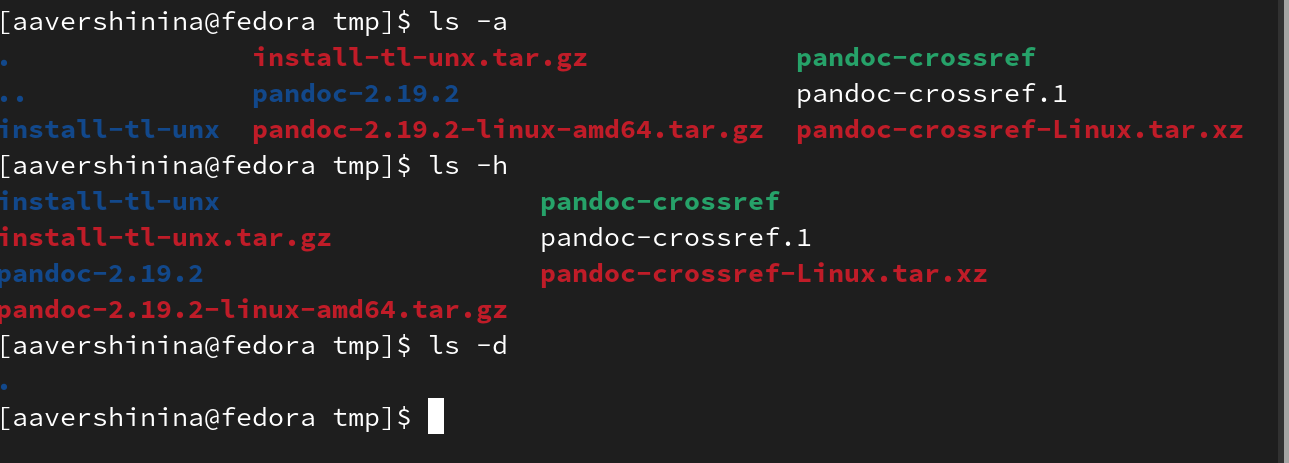 [aavershinina@fedora tmp]$ ls -a
. install-tl-unx.tar.gz pandoc-crossref
.. pandoc-2.19.2 pandoc-crossref.1
install-tl-unx pandoc-2.19.2-linux-amd64.tar.gz pandoc-crossref-Linux.tar.xz
[aavershinina@fedora tmp]$ ls -h
install-tl-unx pandoc-crossref
install-tl-unx.tar.gz pandoc-crossref.1
pandoc-2.19.2 pandoc-crossref-Linux.tar.xz
pandoc-2.19.2-linux-amd64.tar.gz
[aavershinina@fedora tmp]$ ls -d
.
[aavershinina@fedora tmp]$